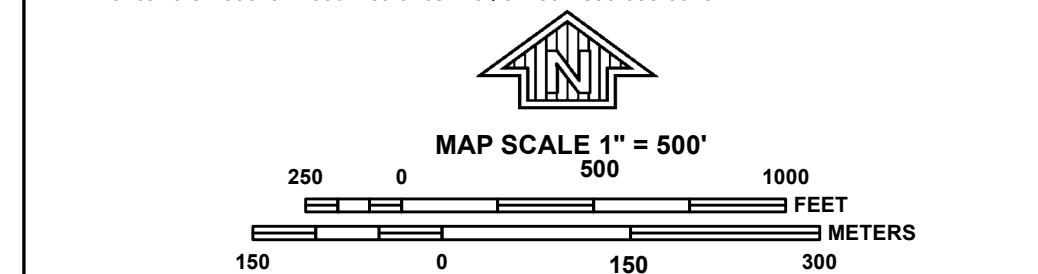 N
MAP SCALE 1" = 500'
250 0 500 1000
FEET
METERS
150 0 150 300